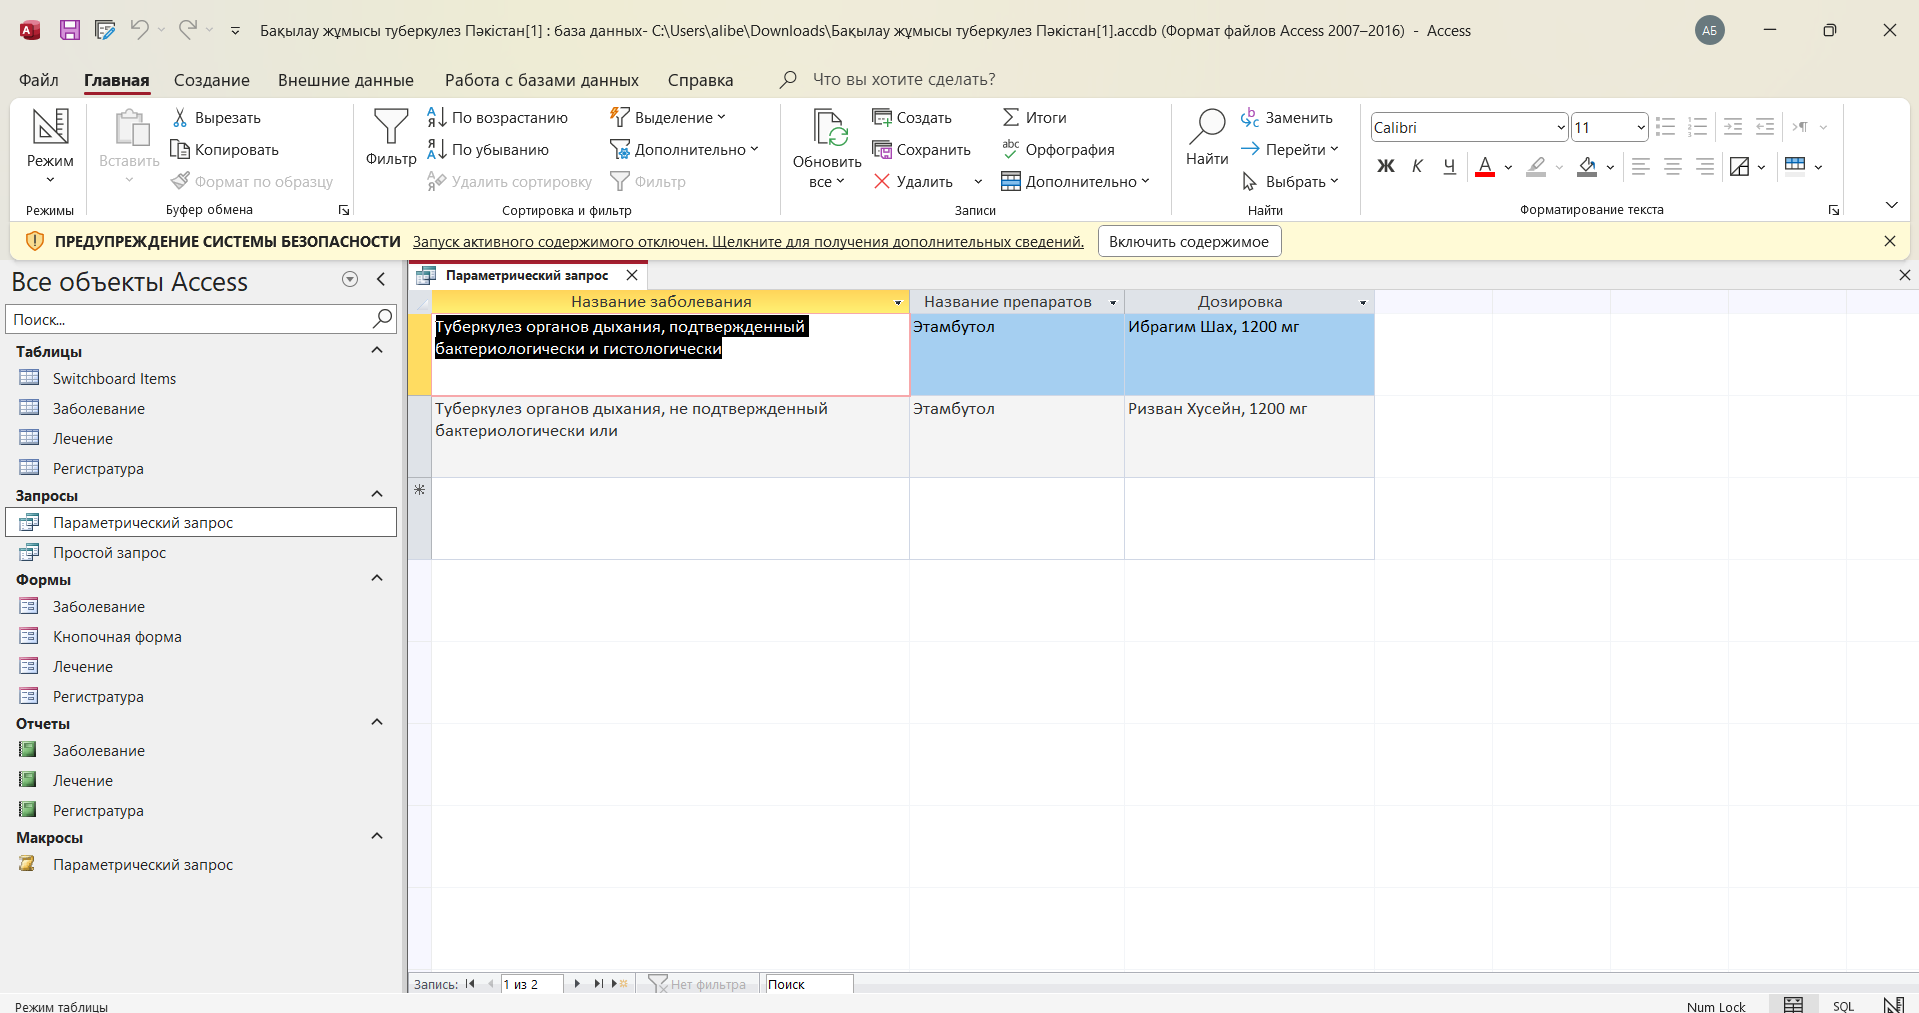 Бақылау жұмысы туберкулез Пәкістан[1] : база данных- C:\Users\alibe\Downloads\Бақылау жұмысы туберкулез Пәкістан[1].accdb (Формат файлов Access 2007–2016) - Access
АБ
Файл Главная Создание Внешние данные Работа с базами данных Справка Что вы хотите сделать?
Режим
Режимы
Вставить
Вырезать
Копировать
Формат по образцу
Буфер обмена
Фильтр
По возрастанию
По убыванию
Удалить сортировку
Выделение
Дополнительно
Фильтр
Сортировка и фильтр
Обновить
все
Создать
Сохранить
Удалить
Итоги
Орфография
Дополнительно
Записи
Найти
Заменить
Перейти
Выбрать
Найти
Calibri 11
Ж К Ч А
Форматирование текста
ПРЕДУПРЕЖДЕНИЕ СИСТЕМЫ БЕЗОПАСНОСТИ Запуск активного содержимого отключен. Щелкните для получения дополнительных сведений. Включить содержимое
Все объекты Access
Поиск...
Таблицы
Switchboard Items
Заболевание
Лечение
Регистратура
Запросы
Параметрический запрос
Простой запрос
Формы
Заболевание
Кнопочная форма
Лечение
Регистратура
Отчеты
Заболевание
Лечение
Регистратура
Макросы
Параметрический запрос
Параметрический запрос
Название заболевания Название препаратов Дозировка
Туберкулез органов дыхания, подтвержденный Этамбутол Ибрагим Шах, 1200 мг
бактериологически и гистологически
Туберкулез органов дыхания, не подтвержденный Этамбутол Ризван Хусейн, 1200 мг
бактериологически или
Запись: 1 из 2 Нет фильтра Поиск
Режим таблицы Num Lock SQL